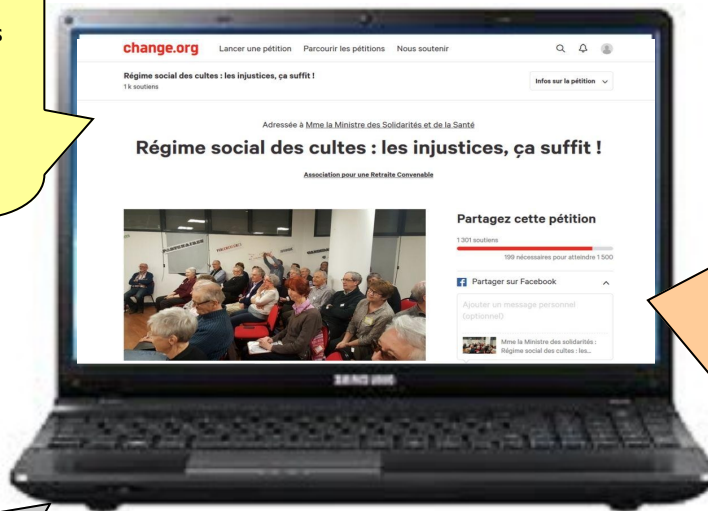 s
change.org Lancer une pétition Parcourir les pétitions Nous soutenir
Régime social des cultes : les injustices, ça suffit !
1 k soutiens
Infos sur la pétition
Adressée à Mme la Ministre des Solidarités et de la Santé
Régime social des cultes : les injustices, ça suffit !
Association pour une Retraite Convenable
Partagez cette pétition
1 301 soutiens
199 nécessaires pour atteindre 1 500
Partager sur Facebook
Ajouter un message personnel
(optionnel)
Mme la Ministre des solidarités :
Régime social des cultes : les...
SAMSUNG